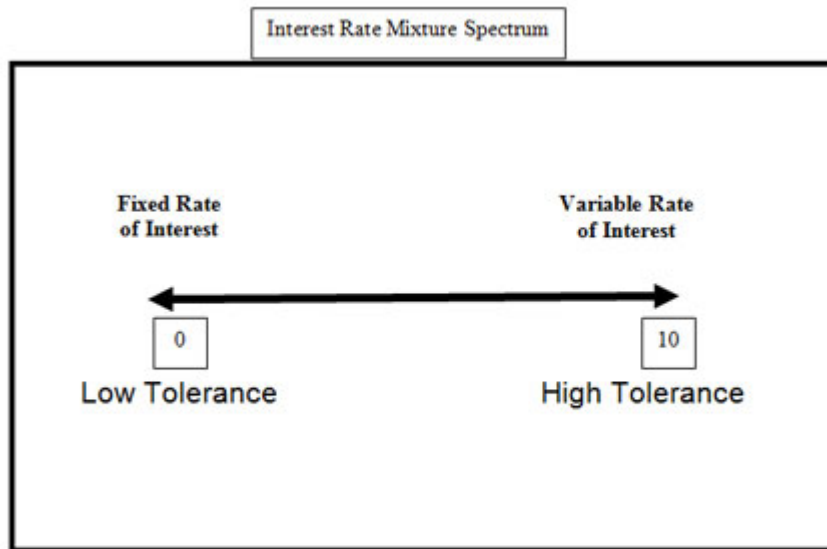 Interest Rate Mixture Spectrum
Fixed Rate
of Interest
Variable Rate
of Interest
0
10
Low Tolerance
High Tolerance